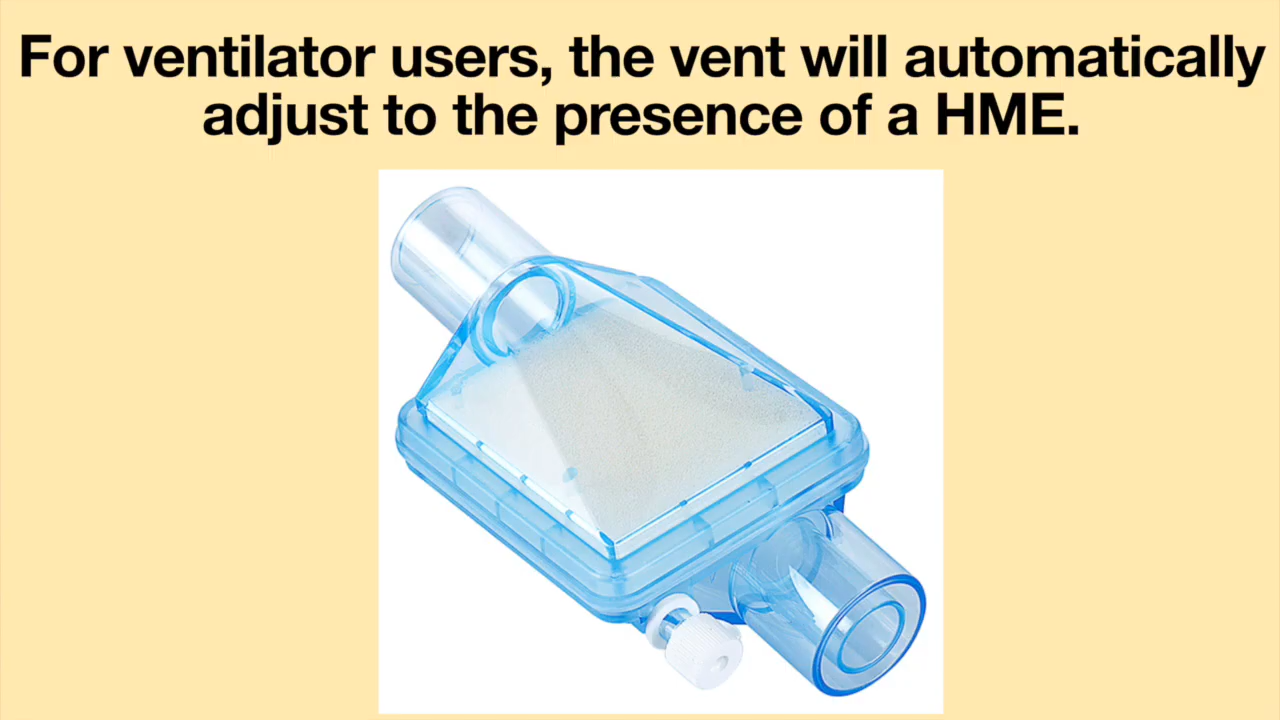 For ventilator users, the vent will automatically
adjust to the presence of a HME.